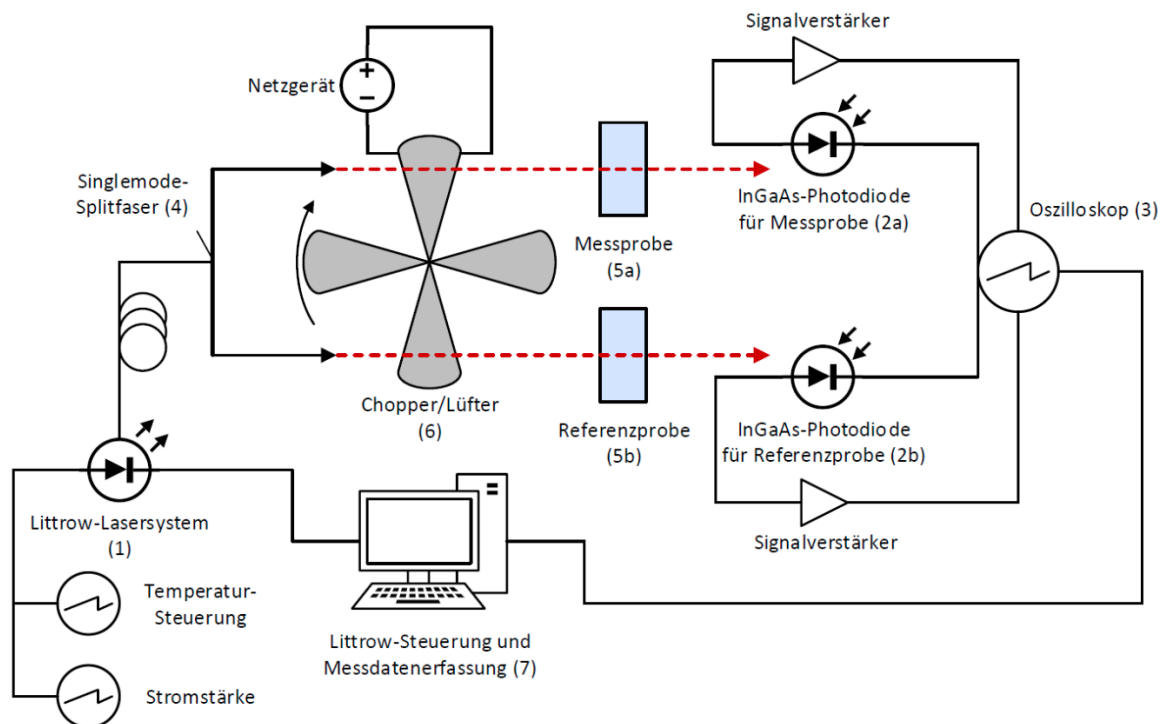 Signalverstärker
Netzgerät
+
−
Singlemode-
Splitfaser (4)
InGaAs-Photodiode
für Messprobe (2a)
Oszilloskop (3)
Messprobe
(5a)
Chopper/Lüfter
(6)
Referenzprobe
(5b)
InGaAs-Photodiode
für Referenzprobe (2b)
Littrow-Lasersystem
(1)
Signalverstärker
Temperatur-
Steuerung
Littrow-Steuerung und
Messdatenerfassung (7)
Stromstärke